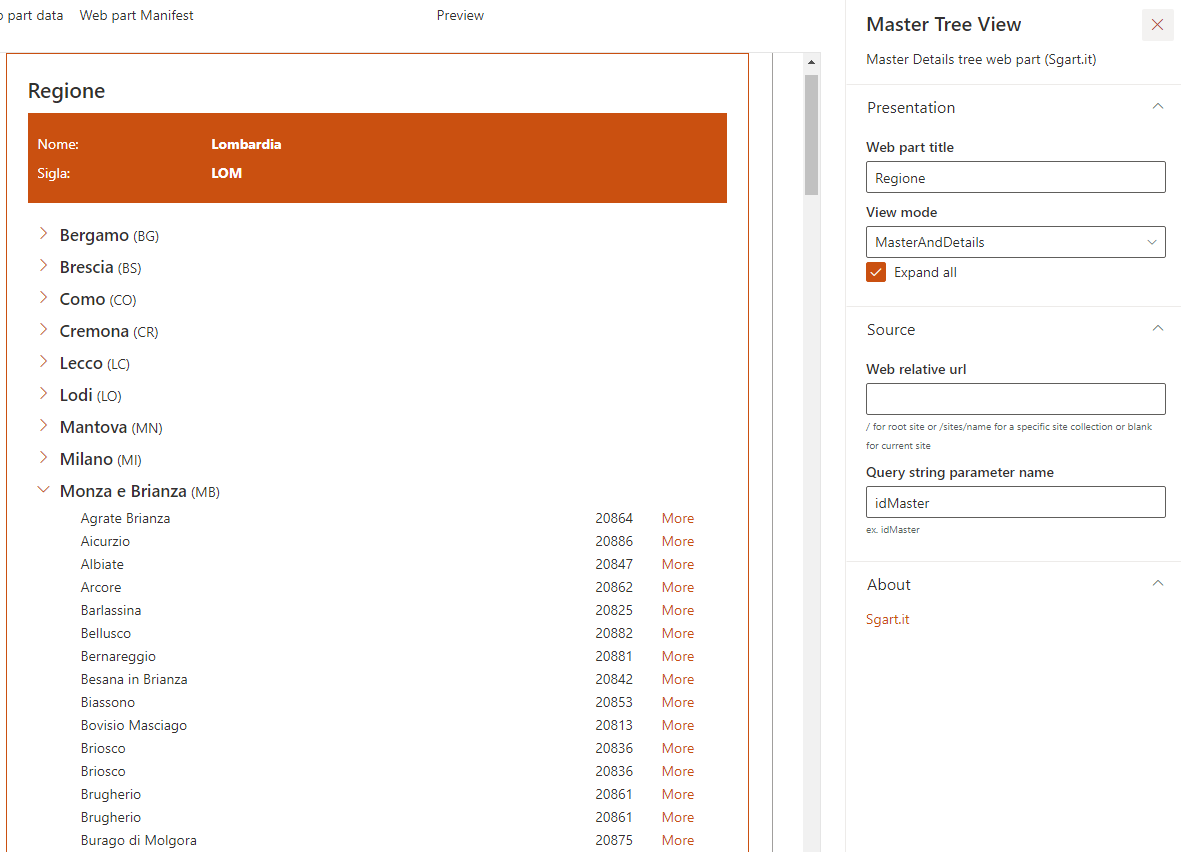 part data Web part Manifest Preview
Regione
Nome: Lombardia
Sigla: LOM
Bergamo (BG)
Brescia (BS)
Como (CO)
Cremona (CR)
Lecco (LC)
Lodi (LO)
Mantova (MN)
Milano (MI)
Monza e Brianza (MB)
Agrate Brianza 20864 More
Aicurzio 20886 More
Albiate 20847 More
Arcore 20862 More
Barlassina 20825 More
Bellusco 20882 More
Bernareggio 20881 More
Besana in Brianza 20842 More
Biassono 20853 More
Bovisio Masciago 20813 More
Briosco 20836 More
Briosco 20836 More
Brugherio 20861 More
Brugherio 20861 More
Burago di Molgora 20875 More
Master Tree View
Master Details tree web part (Sgart.it)
Presentation
Web part title
Regione
View mode
MasterAndDetails
Expand all
Source
Web relative url
/ for root site or /sites/name for a specific site collection or blank
for current site
Query string parameter name
idMaster
ex. idMaster
About
Sgart.it